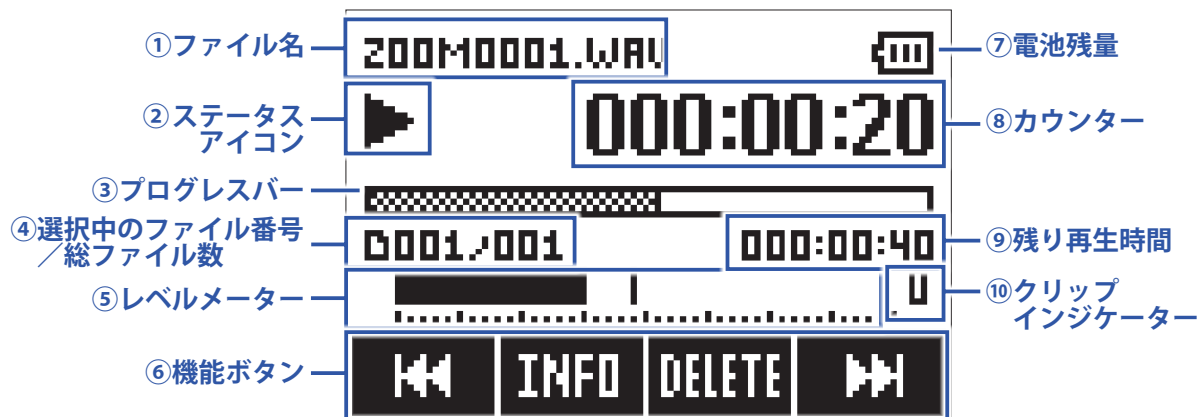 ①ファイル名
ZOOM0001.WAV
⑦電池残量
②ステータス
アイコン
000:00:20
⑧カウンター
③プログレスバー
④選択中のファイル番号
／総ファイル数
001/001
000:00:40
⑨残り再生時間
⑤レベルメーター
⑩クリップ
インジケーター
⑥機能ボタン
INFO
DELETE